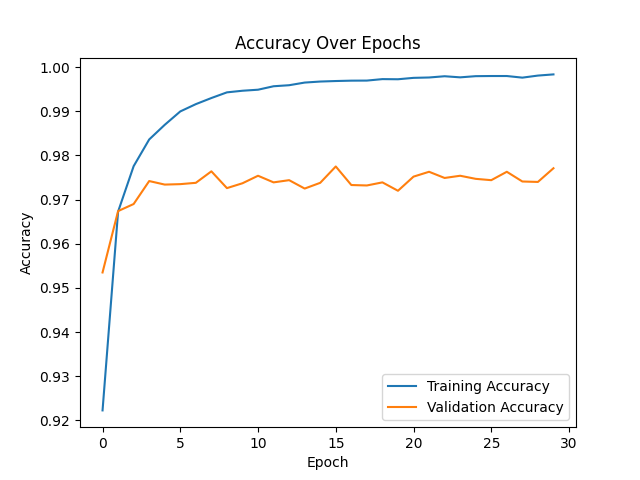 Accuracy Over Epochs
1.00
0.99
0.98
0.97
0.96
0.95
0.94
0.93
0.92
Accuracy
Training Accuracy
Validation Accuracy
0 5 10 15 20 25 30
Epoch